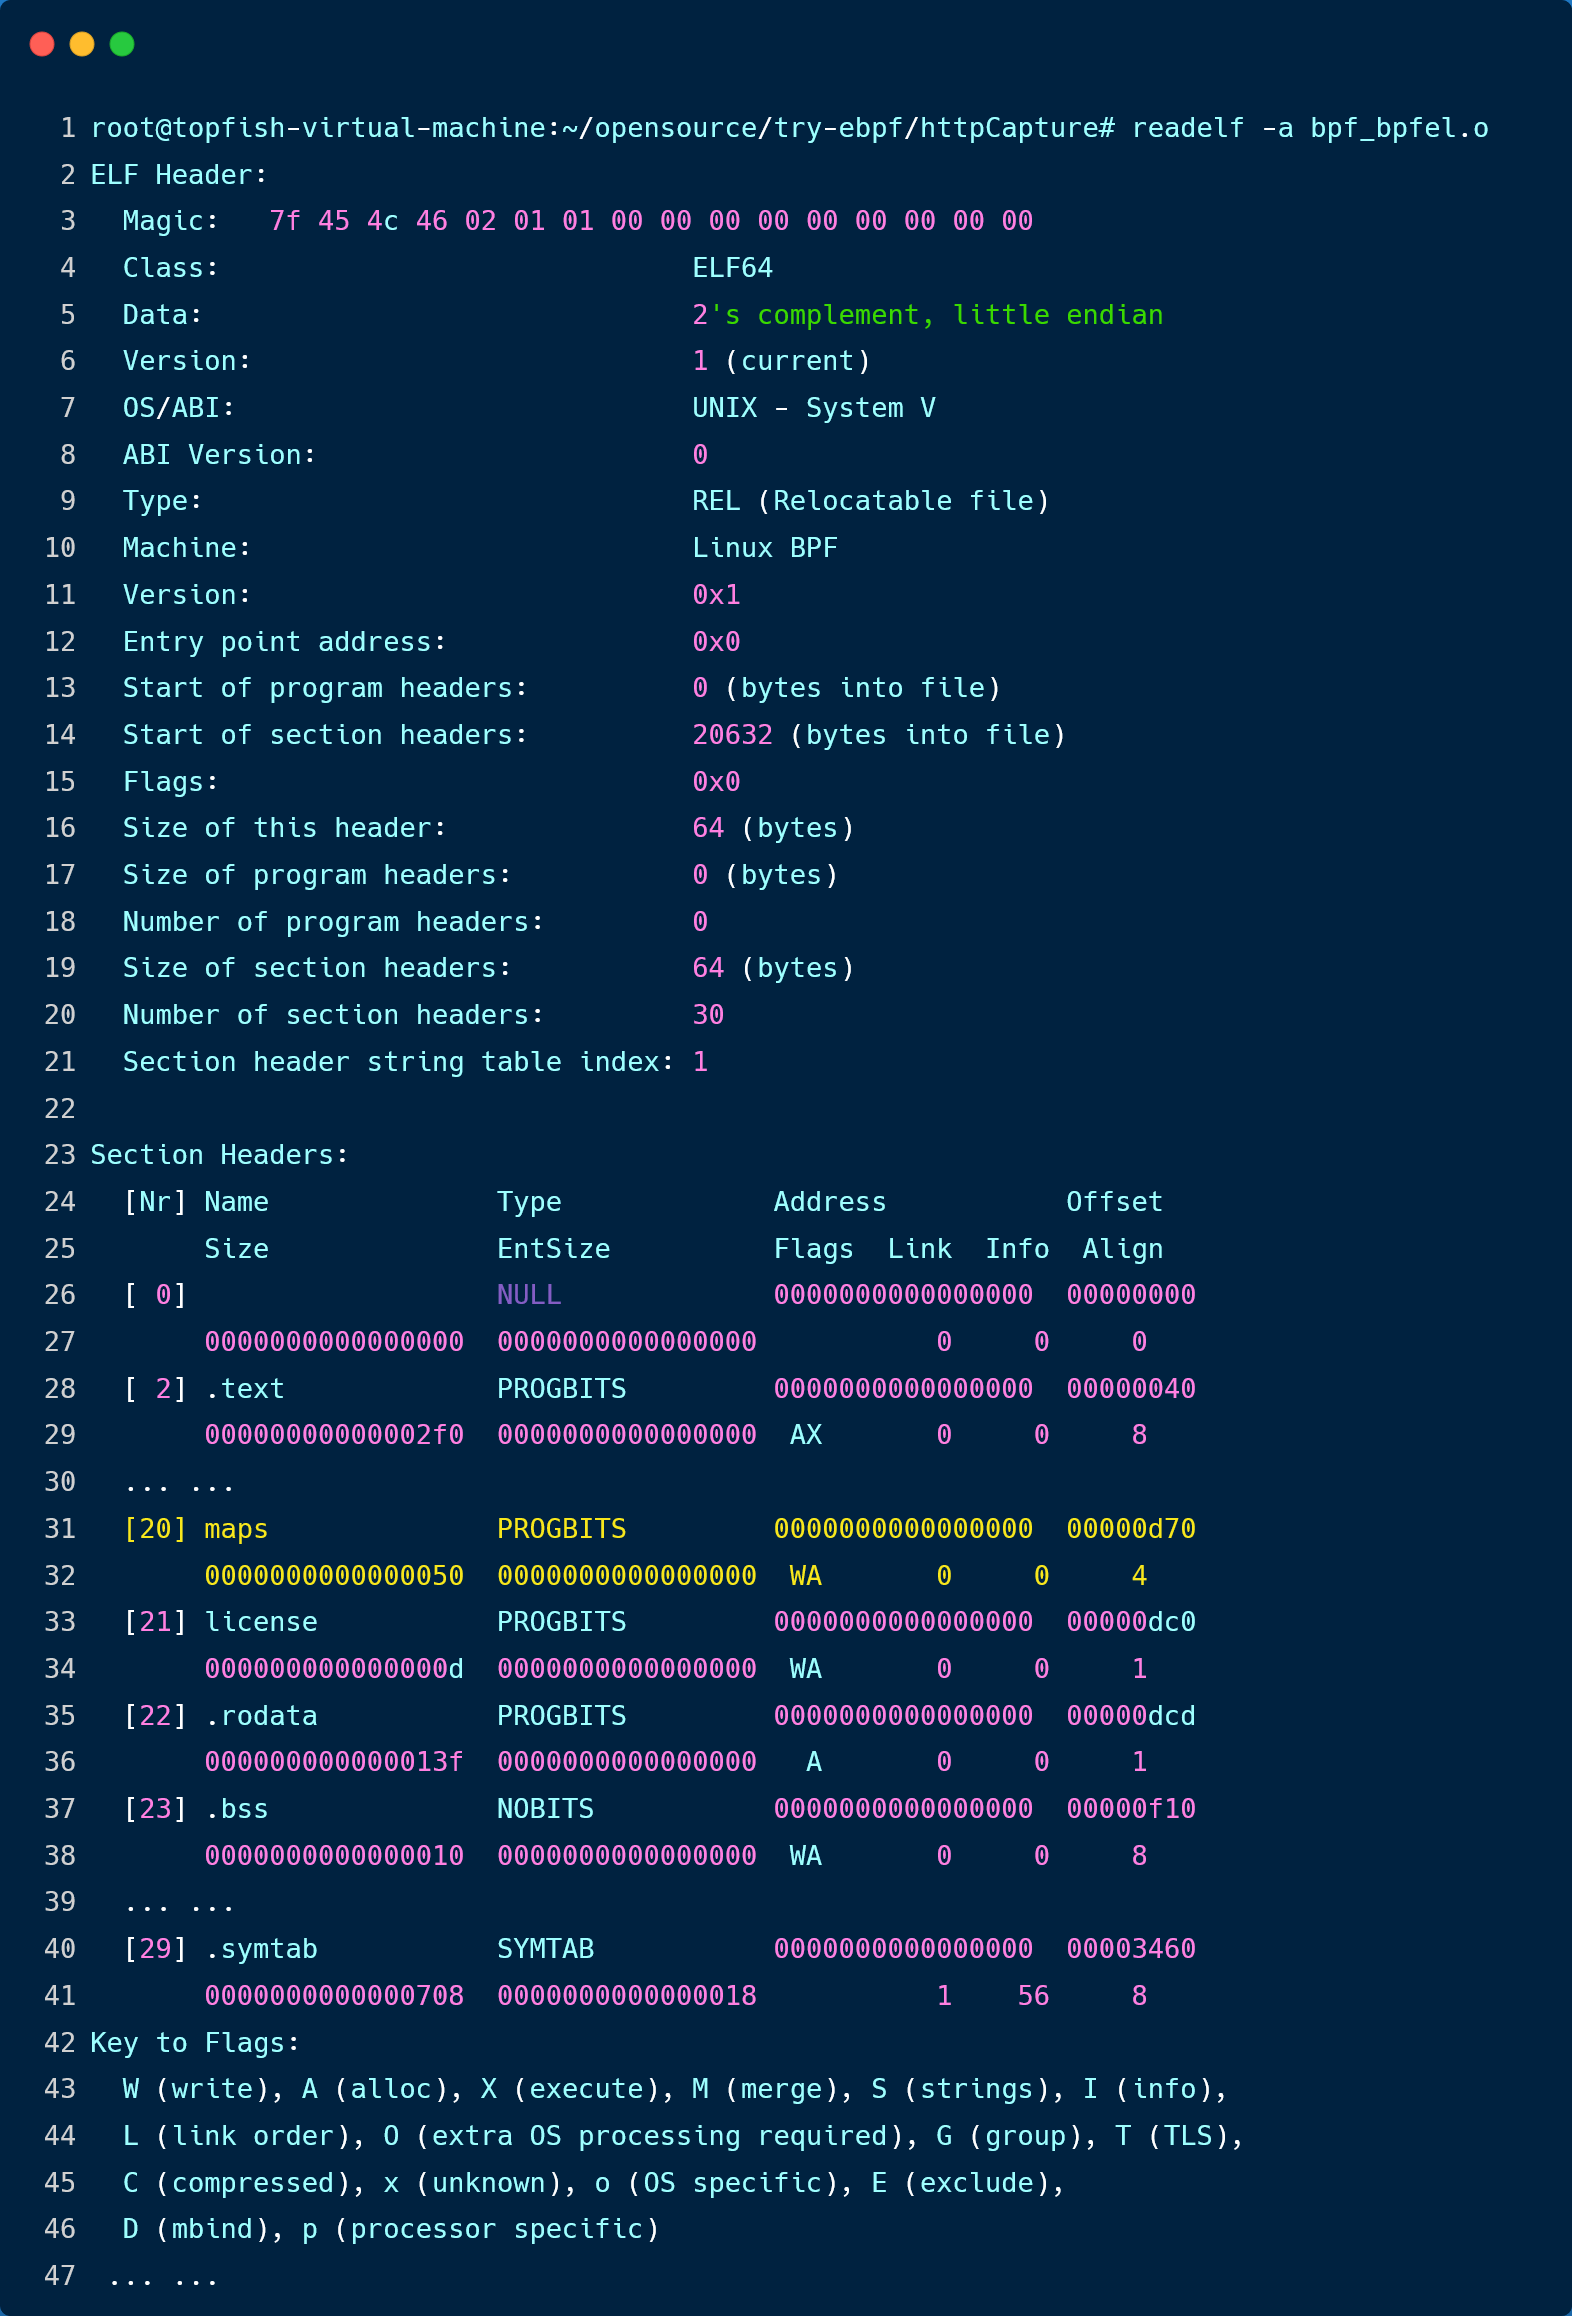 1 root@topfish-virtual-machine:~/opensource/try-ebpf/httpCapture# readelf -a bpf_bpfel.o
2 ELF Header:
3   Magic:   7f 45 4c 46 02 01 01 00 00 00 00 00 00 00 00 00
4   Class:                             ELF64
5   Data:                              2's complement, little endian
6   Version:                           1 (current)
7   OS/ABI:                            UNIX - System V
8   ABI Version:                       0
9   Type:                              REL (Relocatable file)
10   Machine:                           Linux BPF
11   Version:                           0x1
12   Entry point address:               0x0
13   Start of program headers:          0 (bytes into file)
14   Start of section headers:          20632 (bytes into file)
15   Flags:                             0x0
16   Size of this header:               64 (bytes)
17   Size of program headers:           0 (bytes)
18   Number of program headers:         0
19   Size of section headers:           64 (bytes)
20   Number of section headers:         30
21   Section header string table index: 1
22
23 Section Headers:
24   [Nr] Name              Type             Address           Offset
25        Size              EntSize          Flags  Link  Info  Align
26   [ 0]                   NULL             0000000000000000  00000000
27        0000000000000000  0000000000000000           0     0     0
28   [ 2] .text             PROGBITS         0000000000000000  00000040
29        00000000000002f0  0000000000000000  AX       0     0     8
30   ... ...
31   [20] maps              PROGBITS         0000000000000000  00000d70
32        0000000000000050  0000000000000000  WA       0     0     4
33   [21] license           PROGBITS         0000000000000000  00000dc0
34        000000000000000d  0000000000000000  WA       0     0     1
35   [22] .rodata           PROGBITS         0000000000000000  00000dcd
36        000000000000013f  0000000000000000   A       0     0     1
37   [23] .bss              NOBITS           0000000000000000  00000f10
38        0000000000000010  0000000000000000  WA       0     0     8
39   ... ...
40   [29] .symtab           SYMTAB           0000000000000000  00003460
41        0000000000000708  0000000000000018           1    56     8
42 Key to Flags:
43   W (write), A (alloc), X (execute), M (merge), S (strings), I (info),
44   L (link order), O (extra OS processing required), G (group), T (TLS),
45   C (compressed), x (unknown), o (OS specific), E (exclude),
46   D (mbind), p (processor specific)
47  ... ...